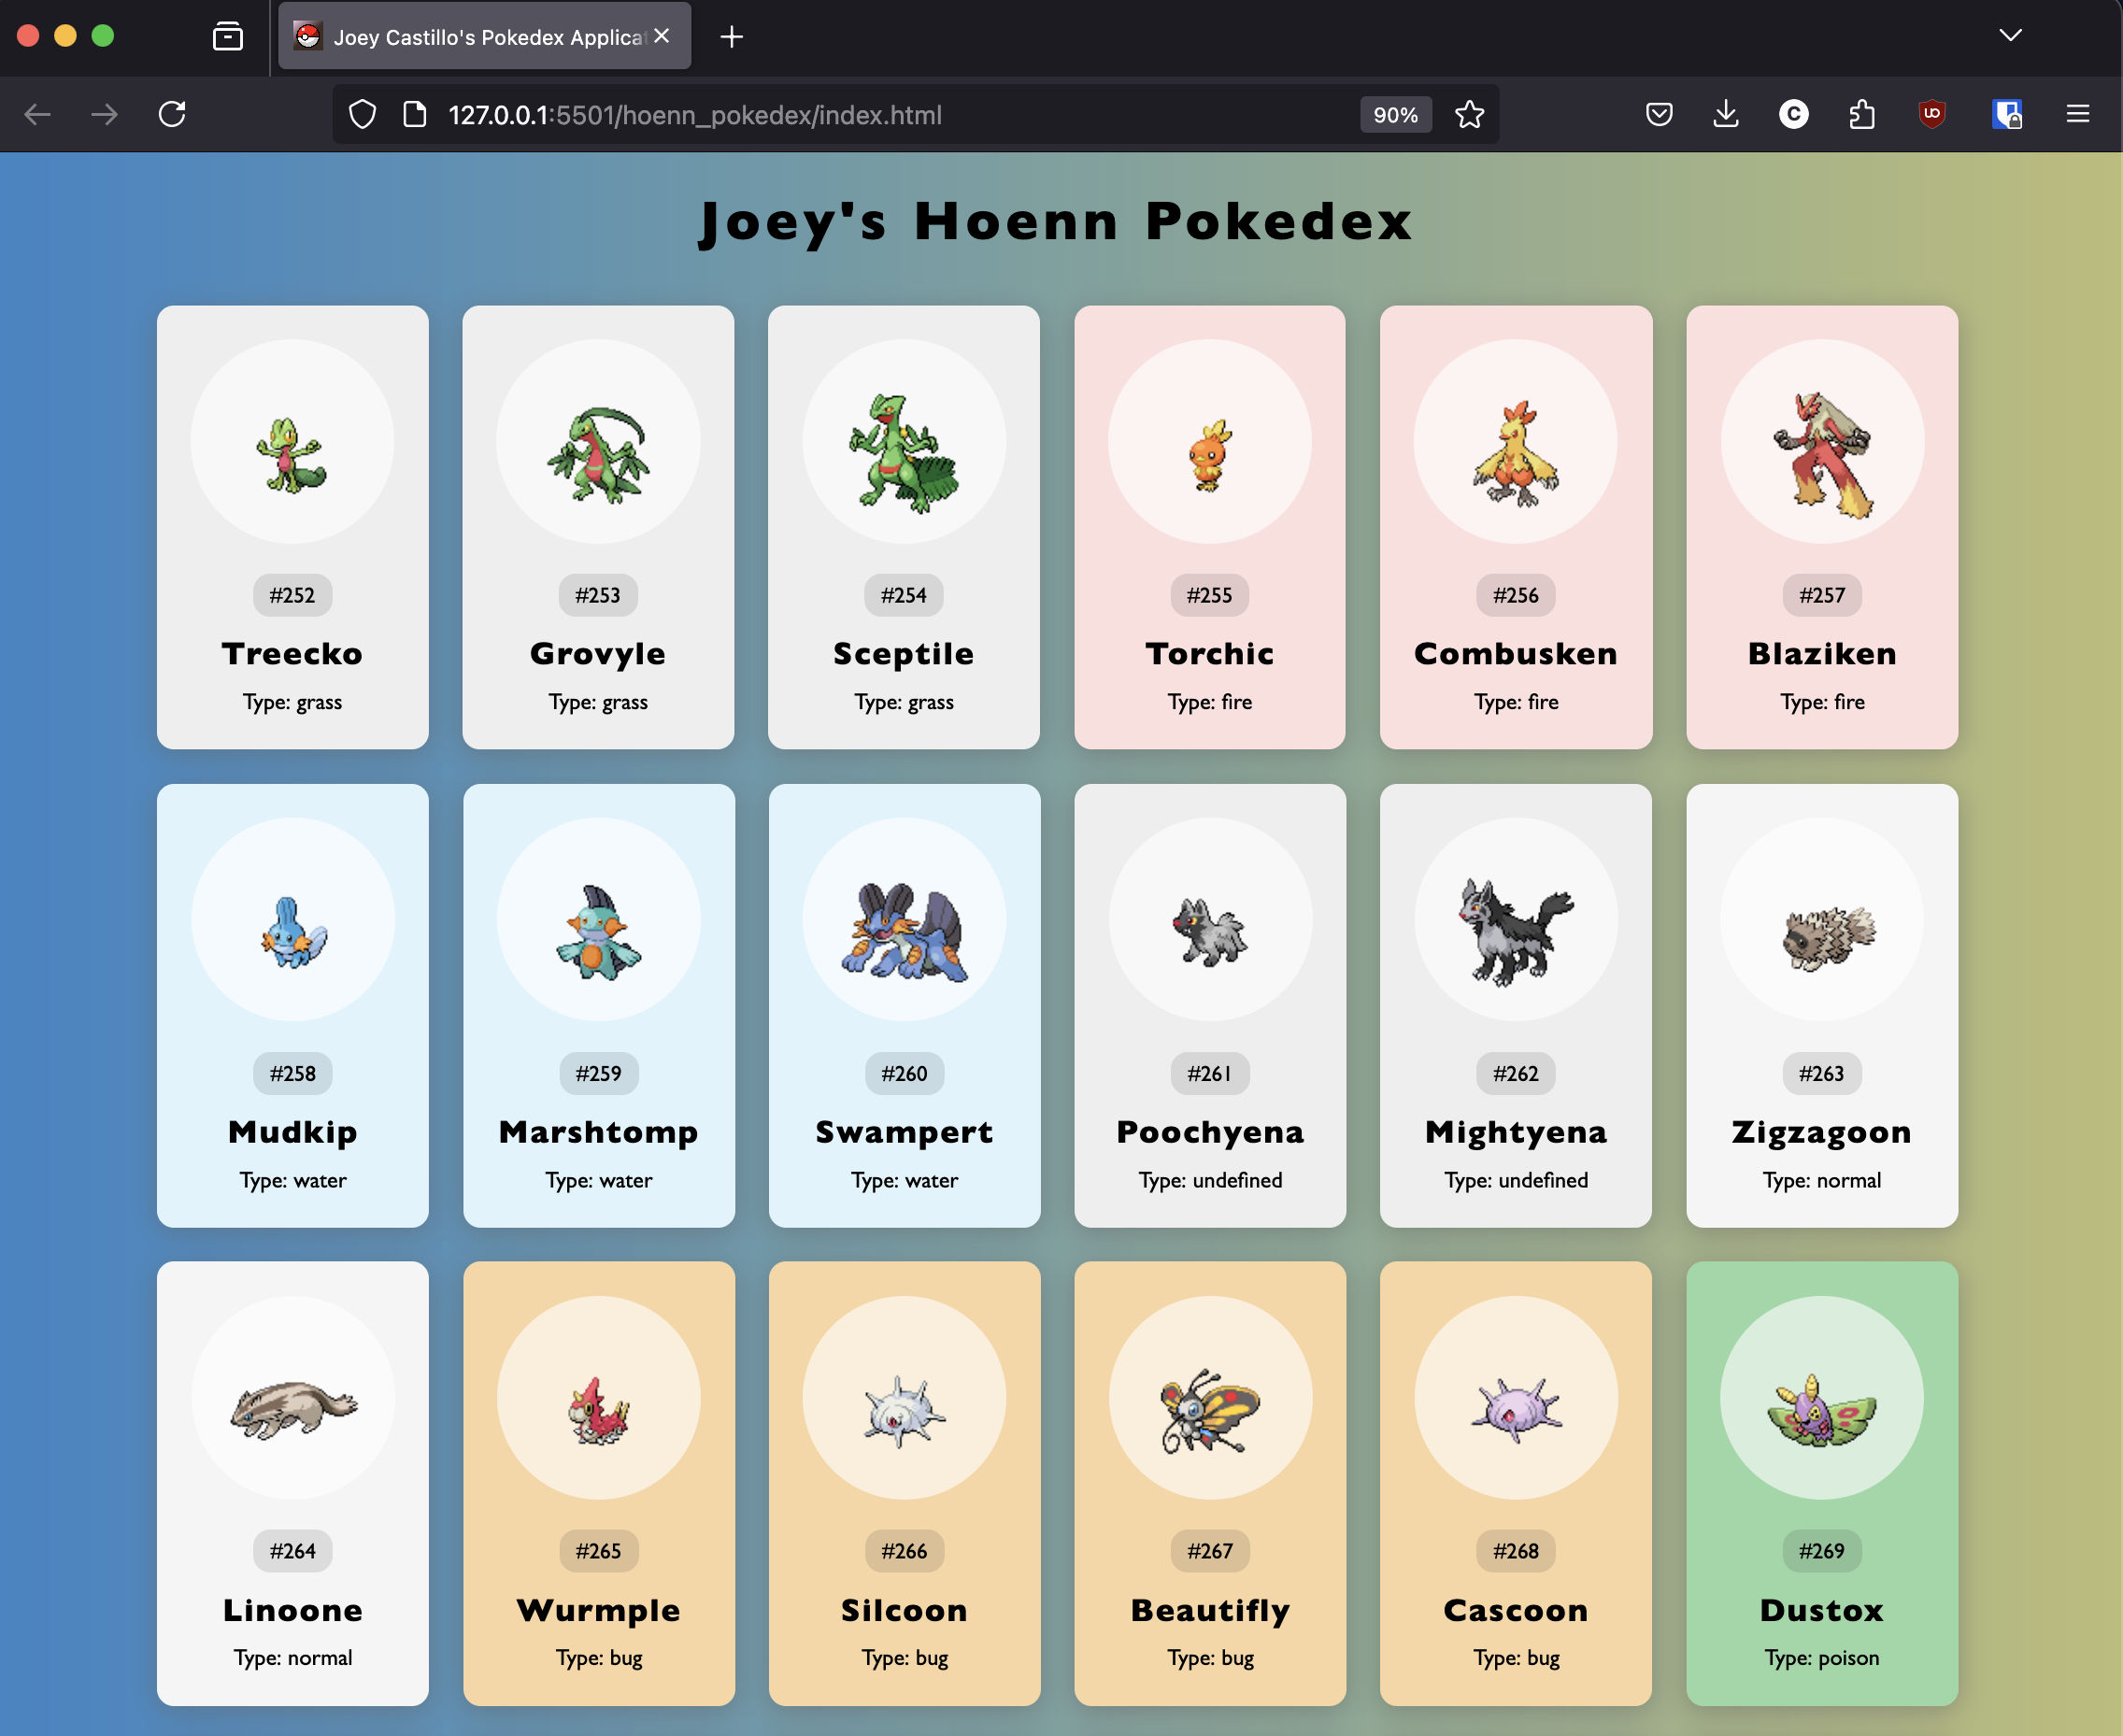 Joey Castillo's Pokedex Applica
127.0.0.1:5501/hoenn_pokedex/index.html
90%
Joey's Hoenn Pokedex
#252
#253
#254
#255
#256
#257
Treecko
Grovyle
Sceptile
Torchic
Combusken
Blaziken
Type: grass
Type: grass
Type: grass
Type: fire
Type: fire
Type: fire
#258
#259
#260
#261
#262
#263
Mudkip
Marshtomp
Swampert
Poochyena
Mightyena
Zigzagoon
Type: water
Type: water
Type: water
Type: undefined
Type: undefined
Type: normal
#264
#265
#266
#267
#268
#269
Linoone
Wurmple
Silcoon
Beautifly
Cascoon
Dustox
Type: normal
Type: bug
Type: bug
Type: bug
Type: bug
Type: poison